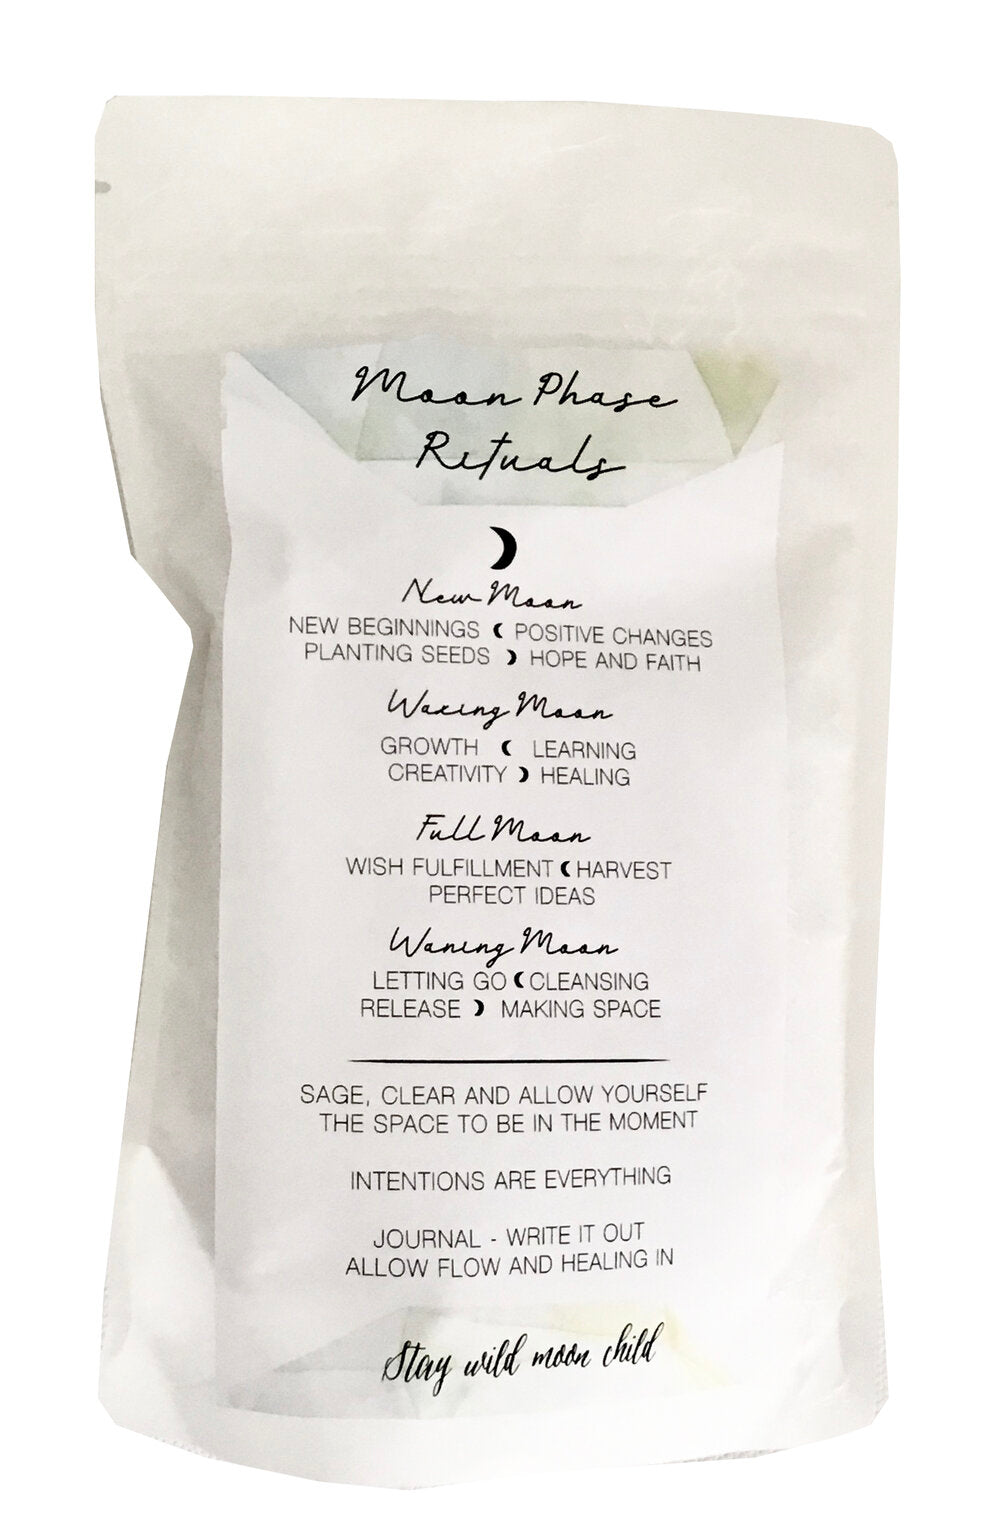 Moon Phase
Rituals
New Moon
NEW BEGINNINGS POSITIVE CHANGES
PLANTING SEEDS HOPE AND FAITH
Waxing Moon
GROWTH LEARNING
CREATIVITY HEALING
Full Moon
WISH FULFILLMENT HARVEST
PERFECT IDEAS
Waning Moon
LETTING GO CLEANSING
RELEASE MAKING SPACE
SAGE, CLEAR AND ALLOW YOURSELF
THE SPACE TO BE IN THE MOMENT
INTENTIONS ARE EVERYTHING
JOURNAL - WRITE IT OUT
ALLOW FLOW AND HEALING IN
Stay wild moon child